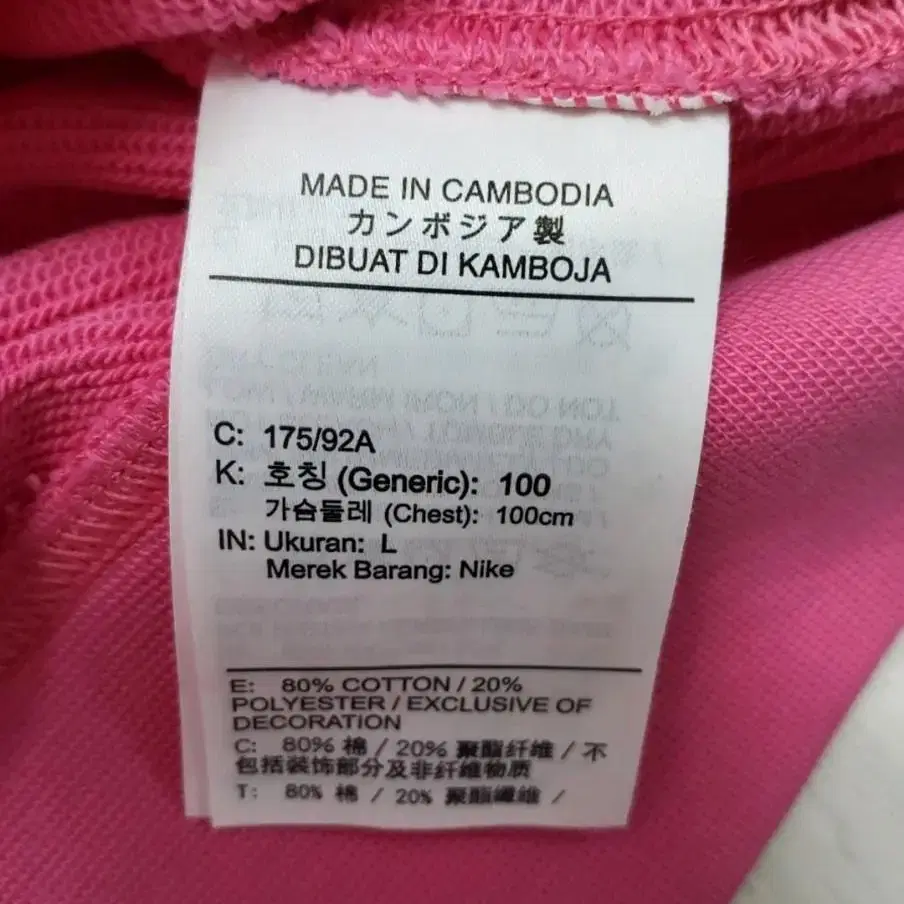 MADE IN CAMBODIA
カンボジア製
DIBUAT DI KAMBOJA
C: 175/92A
K: 호칭 (Generic): 100
가슴둘레 (Chest): 100cm
IN: Ukuran: L
Merek Barang: Nike
E: 80% COTTON / 20%
POLYESTER / EXCLUSIVE OF
DECORATION
C: 80% 棉 / 20% 聚酯纤维 / 不
包括装饰部分及非纤维物质
T: 80% 棉 / 20% 聚酯纖維 /